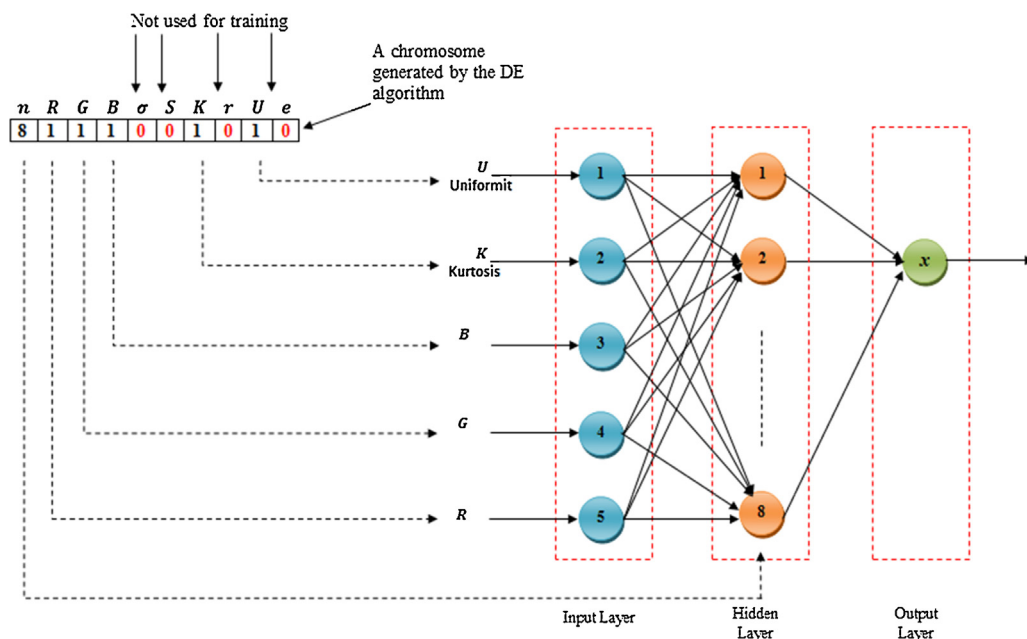 Not used for training
A chromosome
generated by the DE
algorithm
n R G B σ S K r U e
8 1 1 1 0 0 1 0 1 0
U
Uniformit
K
Kurtosis
B
G
R
1
2
3
4
5
1
2
8
x
Input Layer
Hidden
Layer
Output
Layer